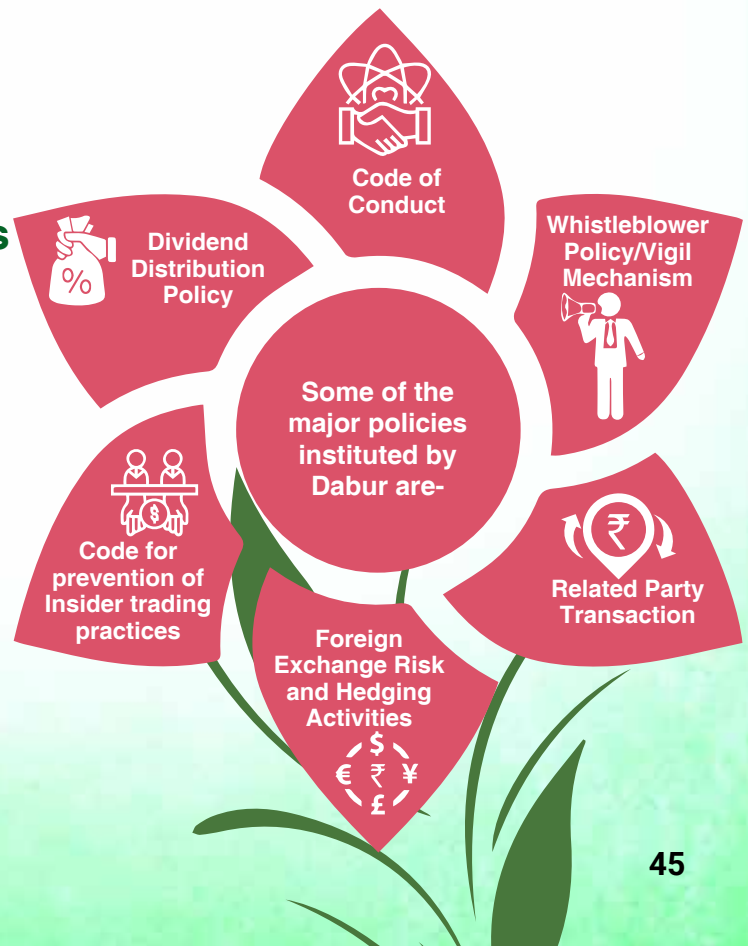 Code of
Conduct
Whistleblower
Policy/Vigil
Mechanism
s
Dividend
Distribution
Policy
%
Some of the
major policies
instituted by
Dabur are-
$
Code for
prevention of
Insider trading
practices
₹
Related Party
Transaction
Foreign
Exchange Risk
and Hedging
Activities
$
€ ₹ ¥
£
45